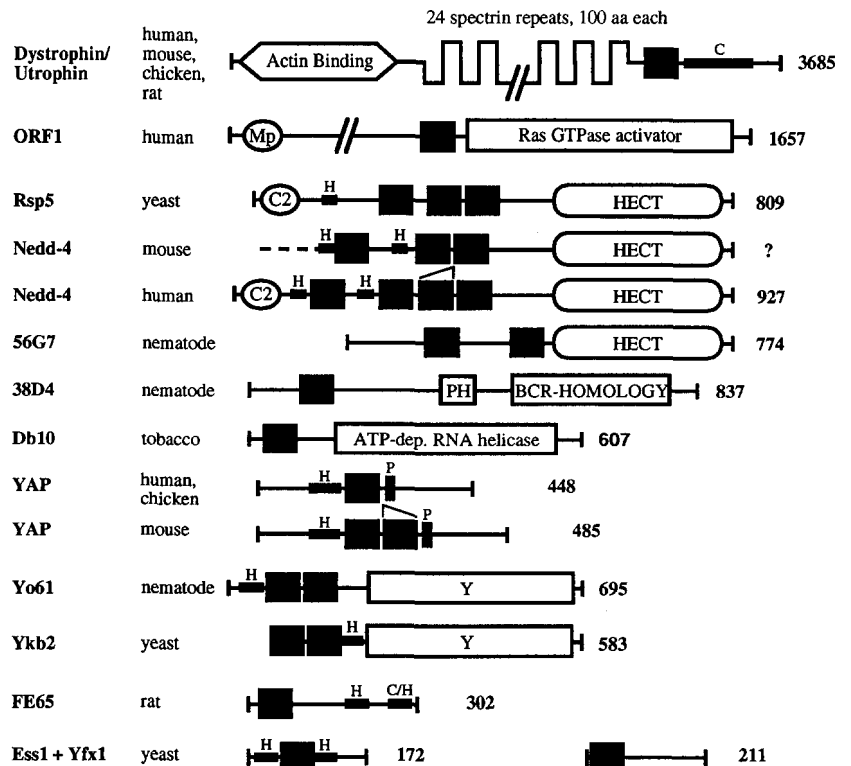 24 spectrin repeats, 100 aa each
Dystrophin/
Utrophin
human,
mouse,
chicken,
rat
Actin Binding
C
3685
ORF1 human Mp Ras GTPase activator 1657
Rsp5 yeast C2 H HECT 809
Nedd-4 mouse H H HECT ?
Nedd-4 human C2 H H HECT 927
56G7 nematode HECT 774
38D4 nematode PH BCR-HOMOLOGY 837
Db10 tobacco ATP-dep. RNA helicase 607
YAP human,
chicken
H P 448
YAP mouse H P 485
Yo61 nematode H Y 695
Ykb2 yeast H Y 583
FE65 rat H C/H 302
Ess1 + Yfx1 yeast H H 172 211